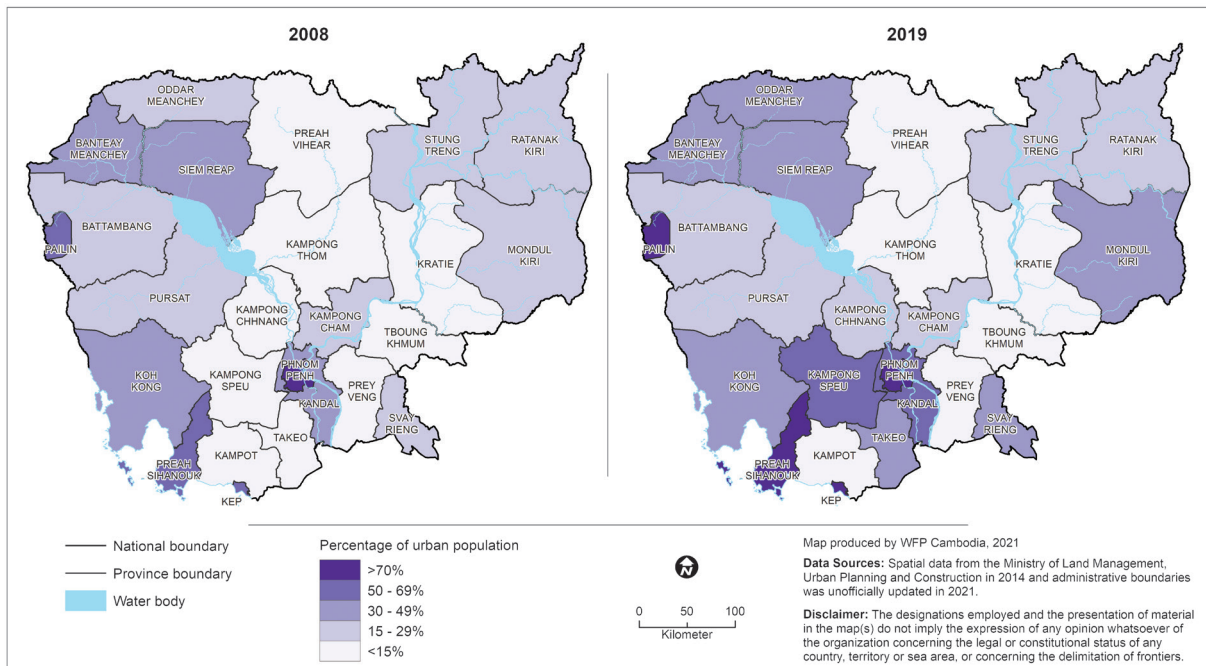 2008
ODDAR
MEANCHEY
BANTEAY
MEANCHEY
SIEM REAP
PREAH
VIHEAR
STUNG
TRENG
RATANAK
KIRI
BATTAMBANG
PAILIN
KAMPONG
THOM
KRATIE
MONDUL
KIRI
PURSAT
KAMPONG
CHHNANG
KAMPONG
CHAM
TBOUNG
KHMUM
KOH
KONG
KAMPONG
SPEU
PHNOM
PENH
PREY
VENG
KANDAL
SVAY
RIENG
TAKEO
PREAH
SIHANOUK
KAMPOT
KEP
2019
ODDAR
MEANCHEY
BANTEAY
MEANCHEY
SIEM REAP
PREAH
VIHEAR
STUNG
TRENG
RATANAK
KIRI
BATTAMBANG
PAILIN
KAMPONG
THOM
KRATIE
MONDUL
KIRI
PURSAT
KAMPONG
CHHNANG
KAMPONG
CHAM
TBOUNG
KHMUM
KOH
KONG
KAMPONG
SPEU
PHNOM
PENH
PREY
VENG
KANDAL
SVAY
RIENG
TAKEO
PREAH
SIHANOUK
KAMPOT
KEP
National boundary
Province boundary
Water body
Percentage of urban population
>70%
50 - 69%
30 - 49%
15 - 29%
<15%
N
0 50 100
Kilometer
Map produced by WFP Cambodia, 2021
Data Sources: Spatial data from the Ministry of Land Management,
Urban Planning and Construction in 2014 and administrative boundaries
was unofficially updated in 2021.
Disclaimer: The designations employed and the presentation of material
in the map(s) do not imply the expression of any opinion whatsoever of
the organization concerning the legal or constitutional status of any
country, territory or sea area, or concerning the delimitation of frontiers.